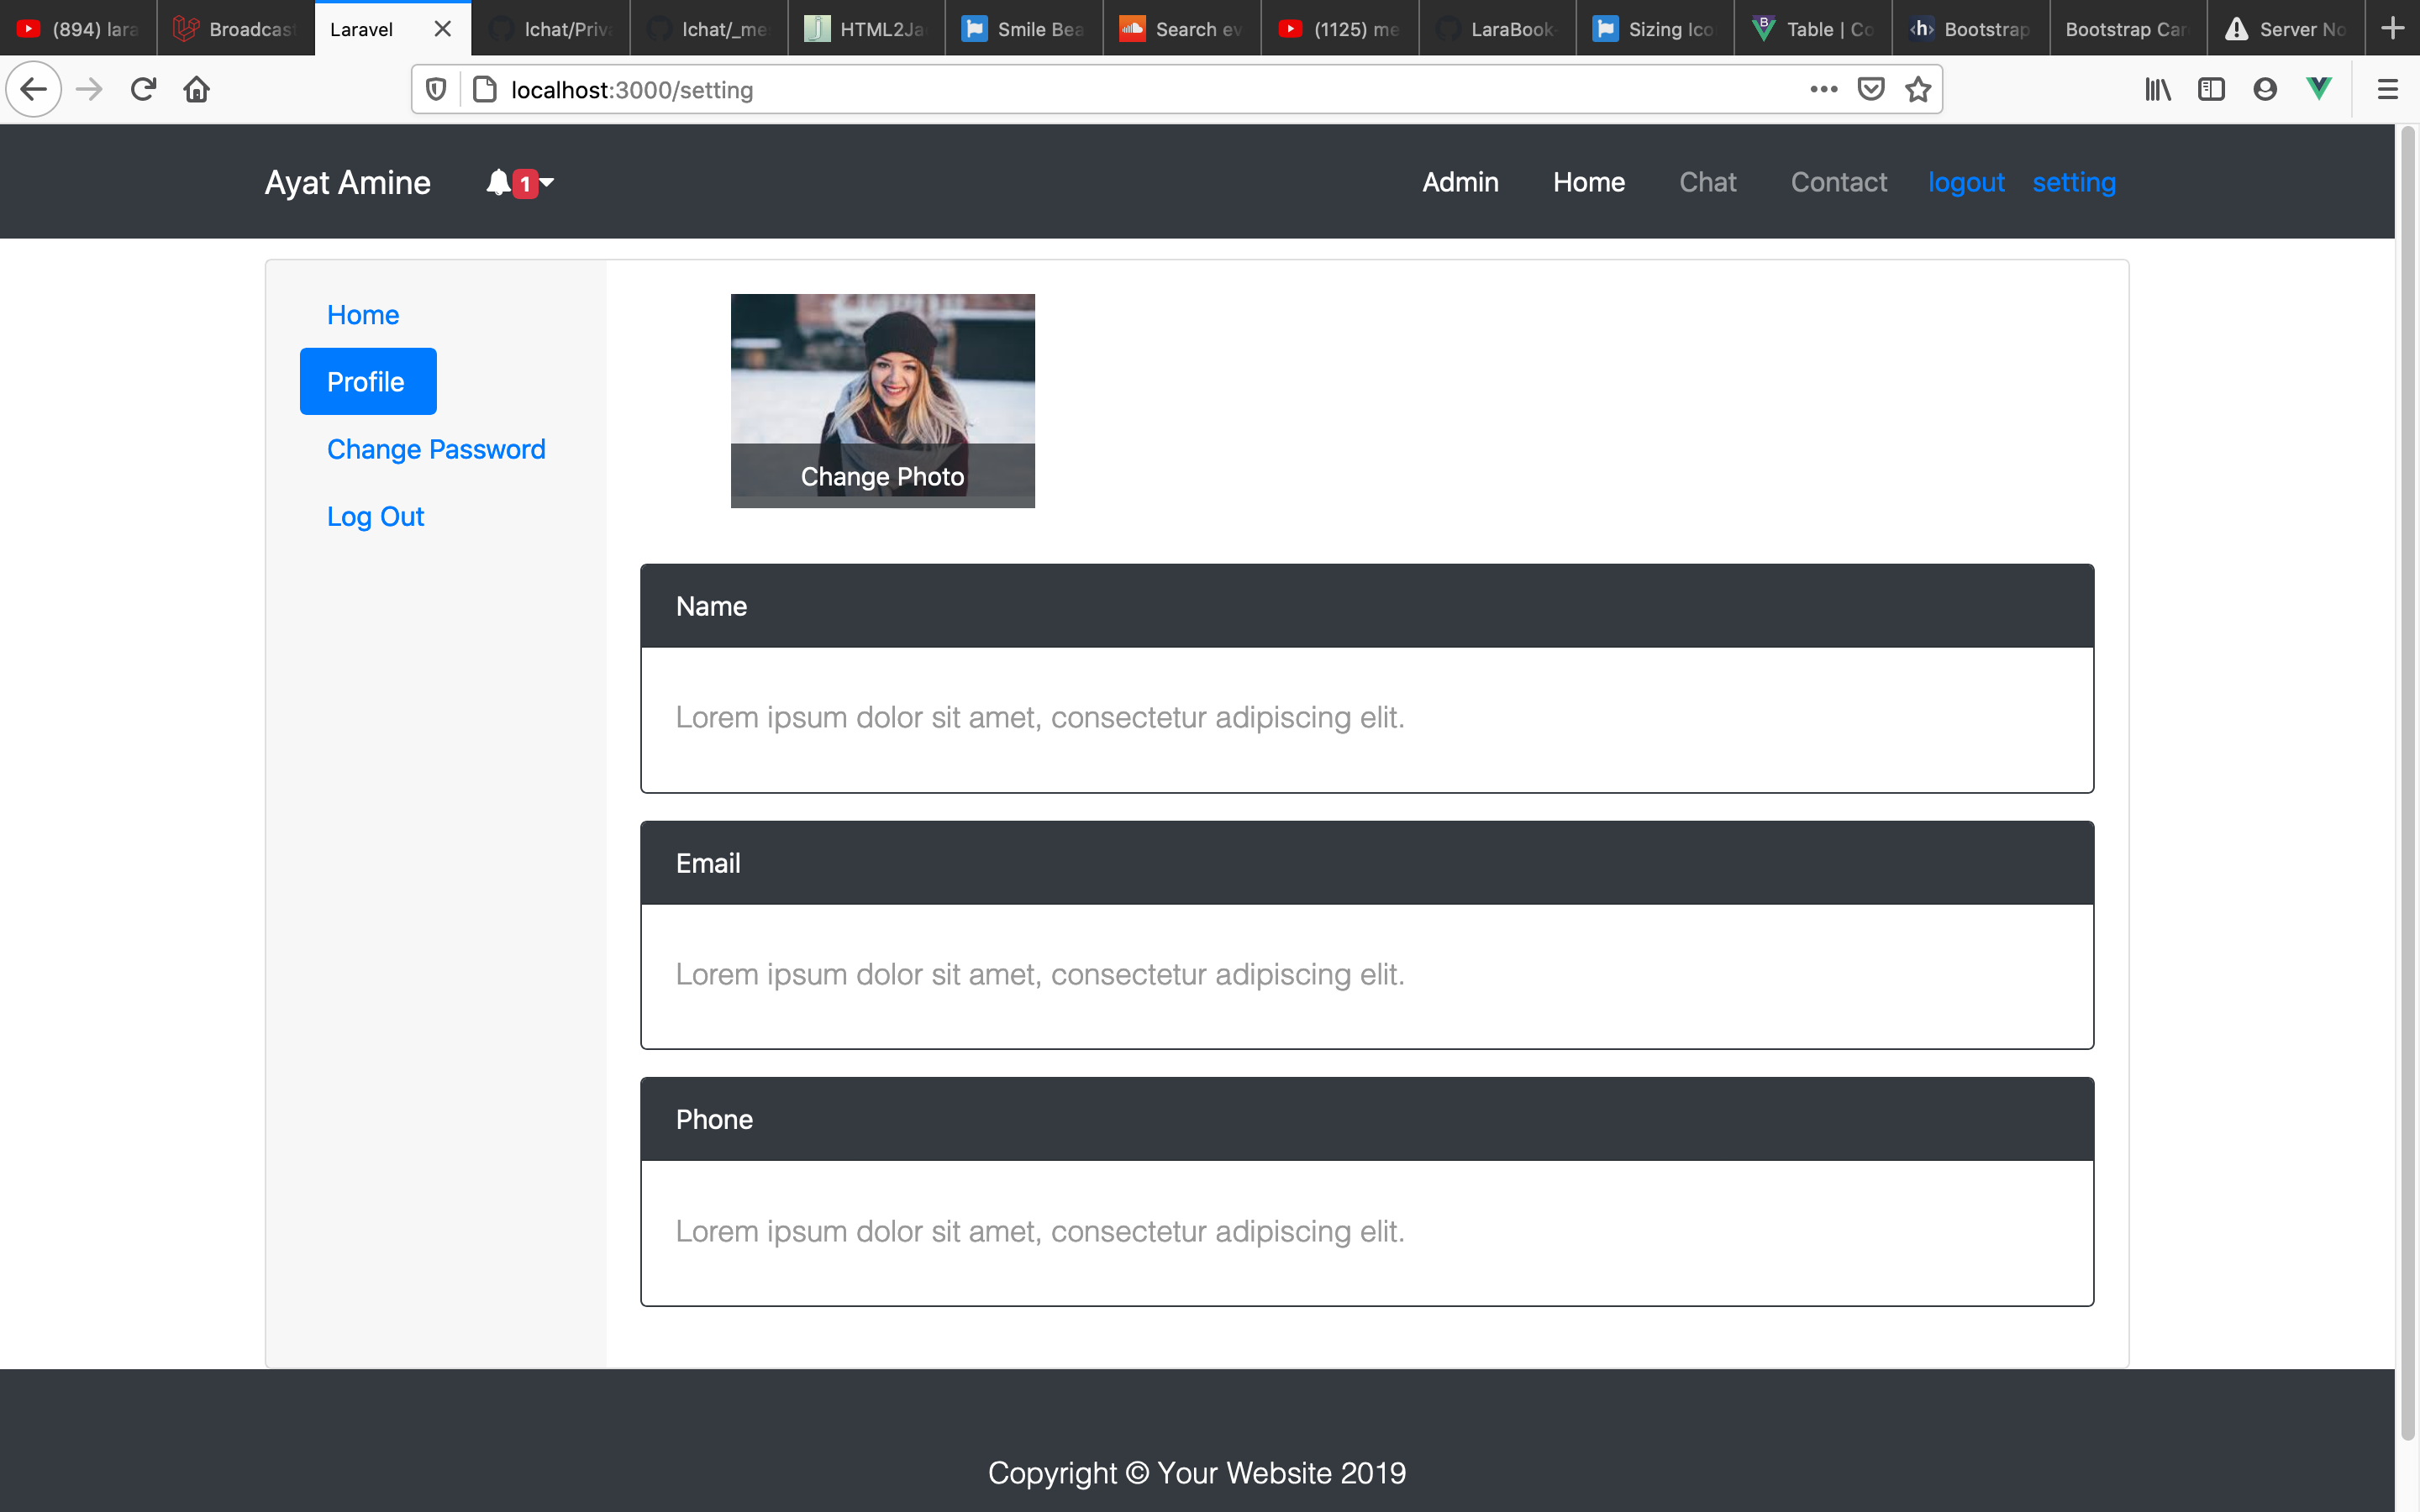 (894) lara
Broadcast
Laravel
lchat/Priva
lchat/_me
HTML2Ja
Smile Bea
Search ev
(1125) me
LaraBook-
Sizing Ico
Table | Co
Bootstrap
Bootstrap Car
Server No
localhost:3000/setting
Ayat Amine
1
Admin
Home
Chat
Contact
logout
setting
Home
Profile
Change Password
Log Out
Change Photo
Name
Lorem ipsum dolor sit amet, consectetur adipiscing elit.
Email
Lorem ipsum dolor sit amet, consectetur adipiscing elit.
Phone
Lorem ipsum dolor sit amet, consectetur adipiscing elit.
Copyright © Your Website 2019